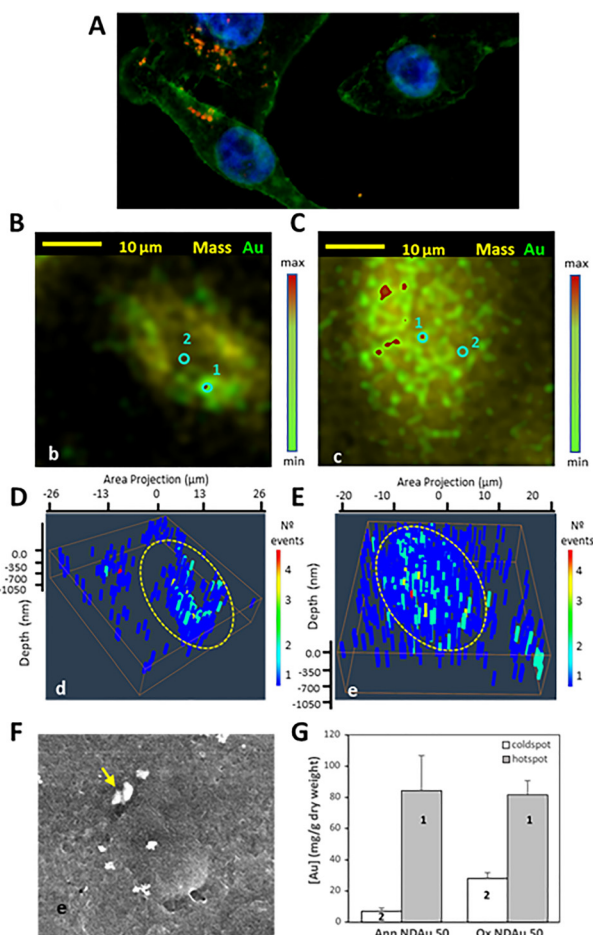 A
B
C
10 µm Mass Au
2
1
b
max
min
10 µm Mass Au
1
2
c
max
min
D
Area Projection (µm)
-26 -13 0 13 26
0.0
-350
-700
-1050
Depth (nm)
Nº
events
4
3
2
1
d
E
Area Projection (µm)
-20 -10 0 10 20
Depth (nm)
0.0
-350
-700
-1050
Nº
events
4
3
2
1
e
F
e
G
[Au] (mg/g dry weight)
120
100
80
60
40
20
0
coldspot
hotspot
1
1
2
2
Ann NDAu 50 Ox NDAu 50